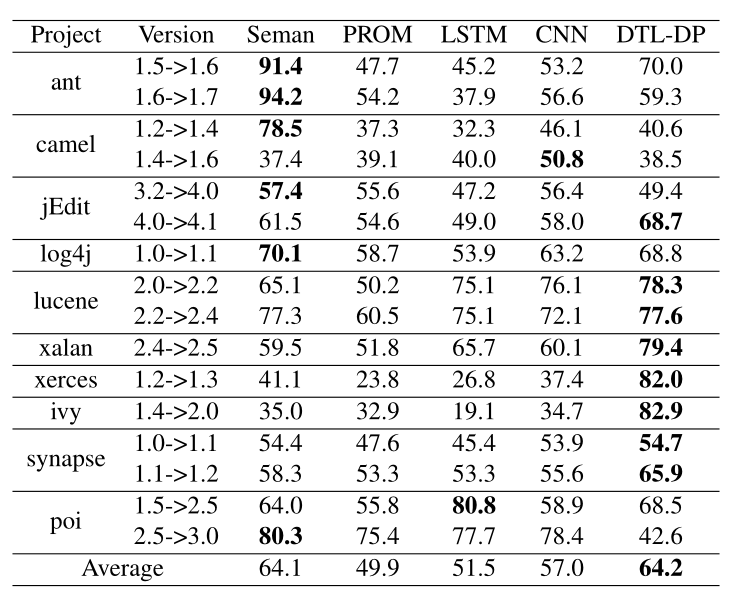 Project Version Seman PROM LSTM CNN DTL-DP
ant 1.5->1.6 91.4 47.7 45.2 53.2 70.0
1.6->1.7 94.2 54.2 37.9 56.6 59.3
camel 1.2->1.4 78.5 37.3 32.3 46.1 40.6
1.4->1.6 37.4 39.1 40.0 50.8 38.5
jEdit 3.2->4.0 57.4 55.6 47.2 56.4 49.4
4.0->4.1 61.5 54.6 49.0 58.0 68.7
log4j 1.0->1.1 70.1 58.7 53.9 63.2 68.8
lucene 2.0->2.2 65.1 50.2 75.1 76.1 78.3
2.2->2.4 77.3 60.5 75.1 72.1 77.6
xalan 2.4->2.5 59.5 51.8 65.7 60.1 79.4
xerces 1.2->1.3 41.1 23.8 26.8 37.4 82.0
ivy 1.4->2.0 35.0 32.9 19.1 34.7 82.9
synapse 1.0->1.1 54.4 47.6 45.4 53.9 54.7
1.1->1.2 58.3 53.3 53.3 55.6 65.9
poi 1.5->2.5 64.0 55.8 80.8 58.9 68.5
2.5->3.0 80.3 75.4 77.7 78.4 42.6
Average 64.1 49.9 51.5 57.0 64.2